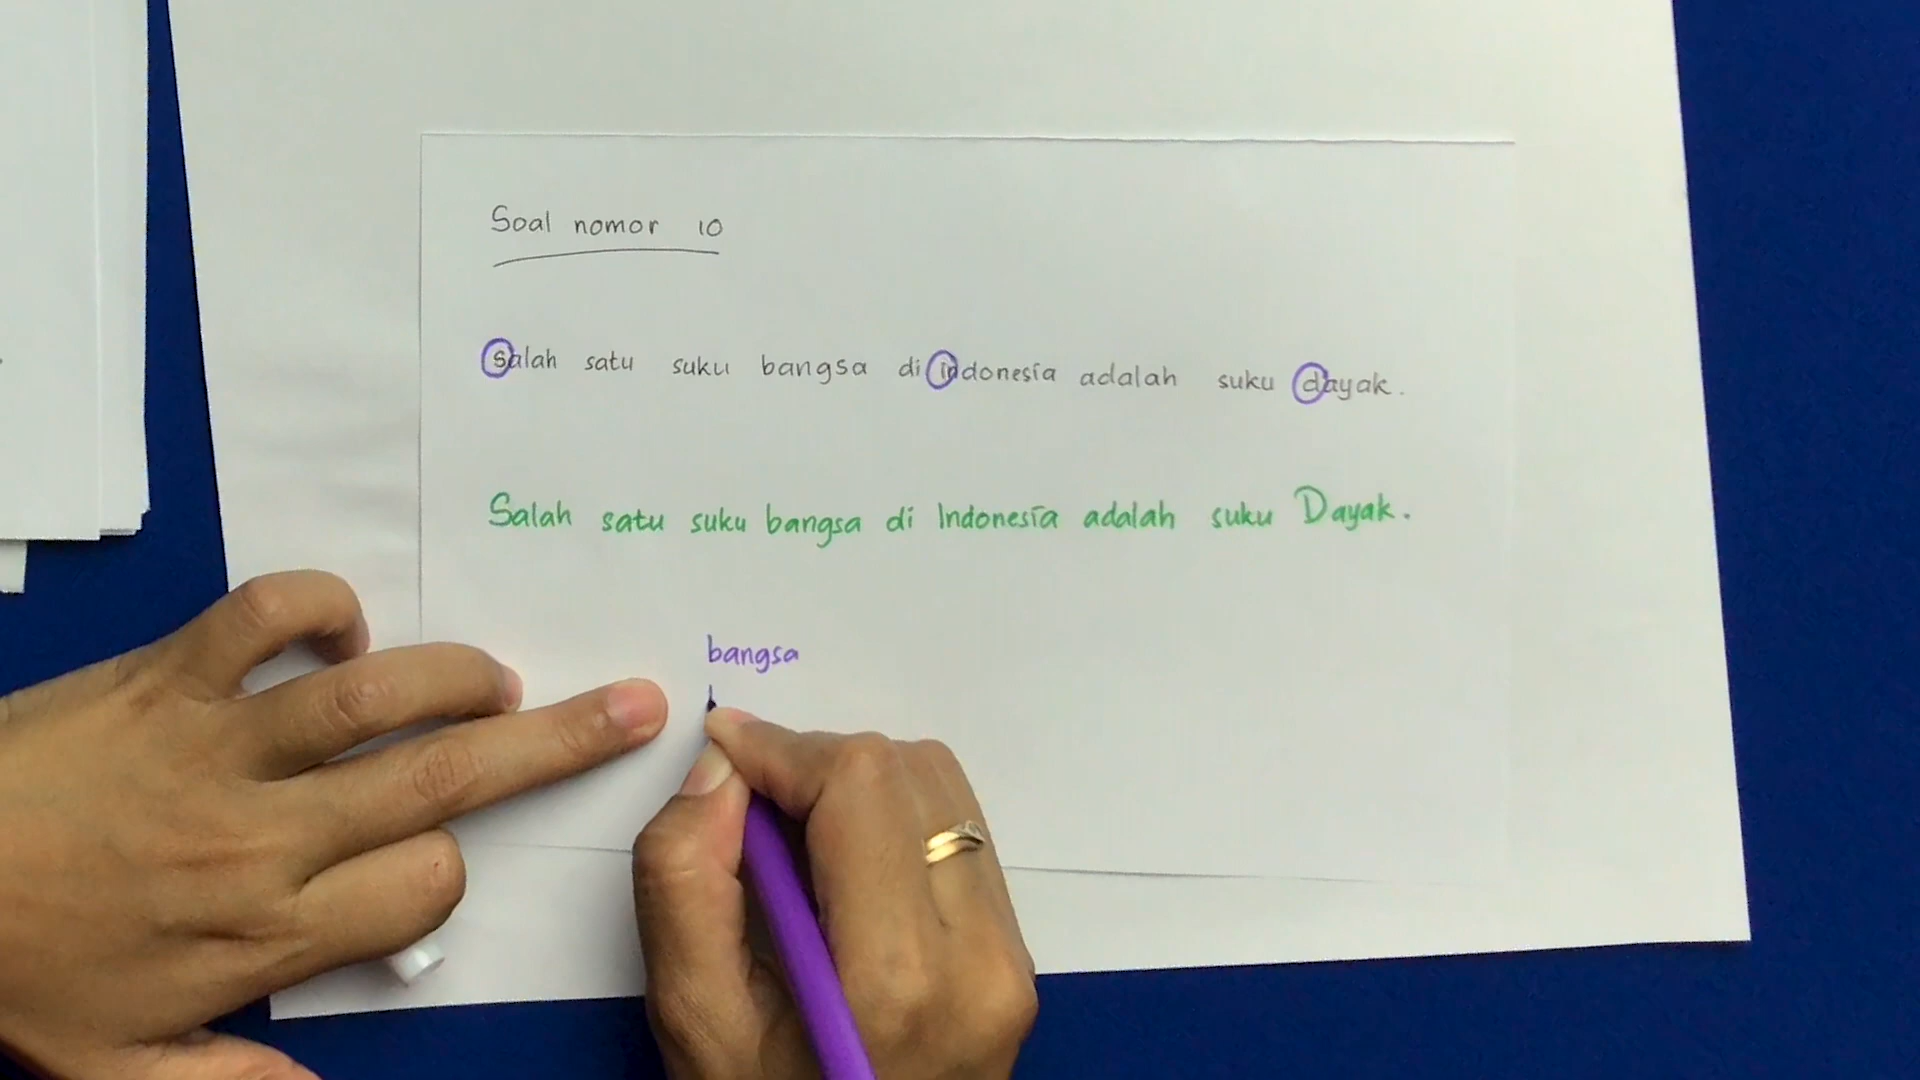 Soal nomor 10
salah satu suku bangsa di indonesia adalah suku dayak.
Salah satu suku bangsa di Indonesia adalah suku Dayak.
bangsa